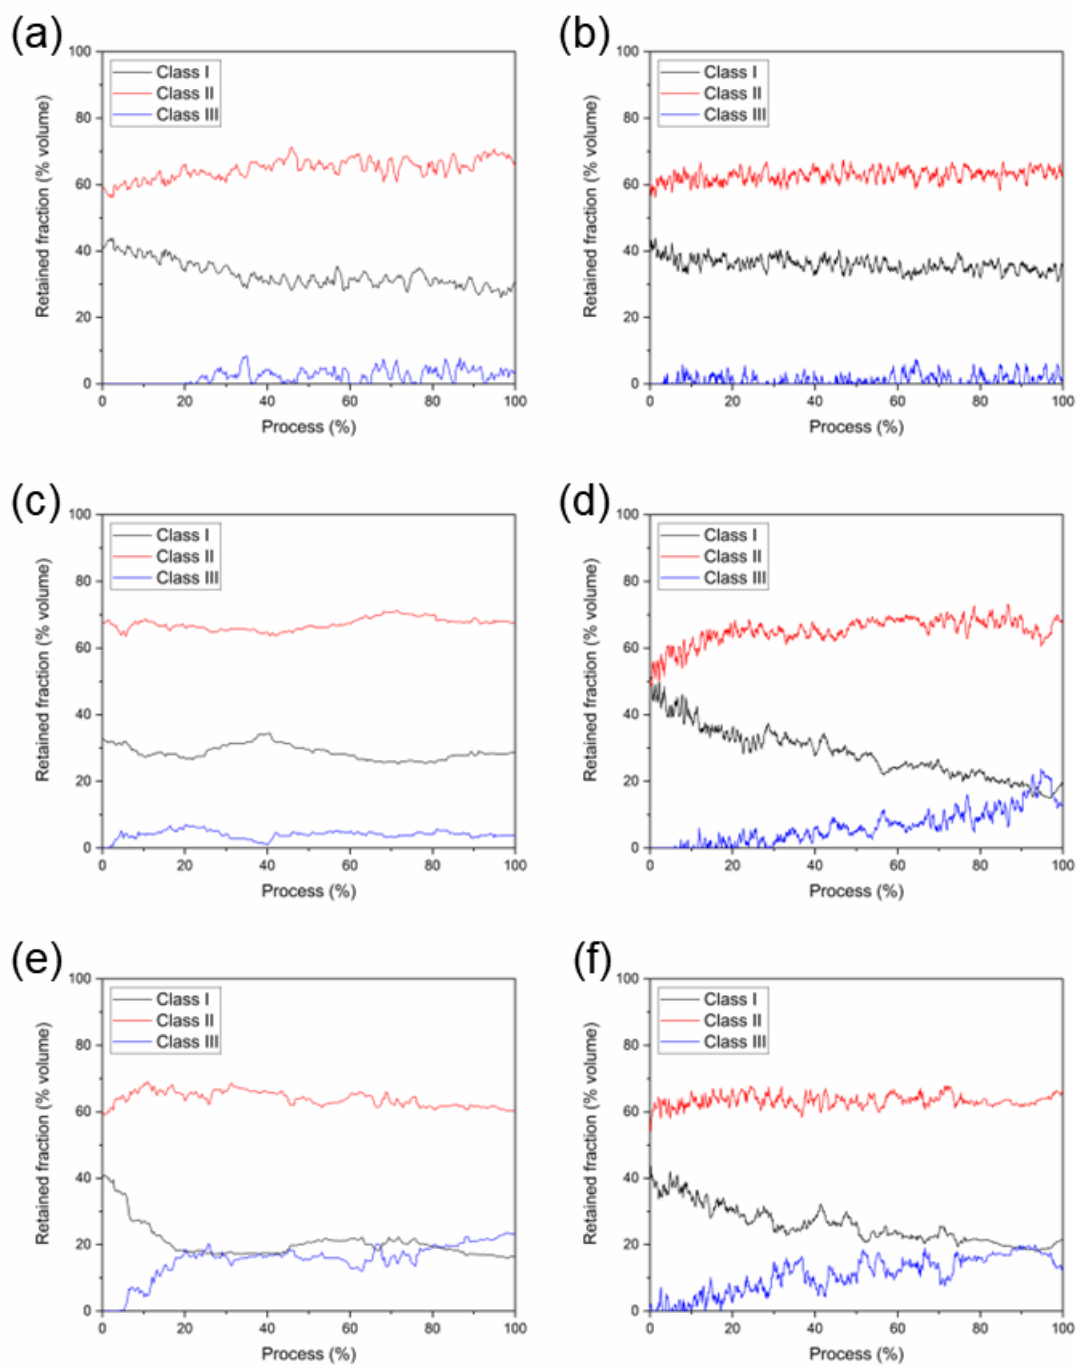 (a)
100
80
60
40
20
0
Retained fraction (% volume)
Class I
Class II
Class III
0 20 40 60 80 100
Process (%)
(b)
100
80
60
40
20
0
Retained fraction (% volume)
Class I
Class II
Class III
0 20 40 60 80 100
Process (%)
(c)
100
80
60
40
20
0
Retained fraction (% volume)
Class I
Class II
Class III
0 20 40 60 80 100
Process (%)
(d)
100
80
60
40
20
0
Retained fraction (% volume)
Class I
Class II
Class III
0 20 40 60 80 100
Process (%)
(e)
100
80
60
40
20
0
Retained fraction (% volume)
Class I
Class II
Class III
0 20 40 60 80 100
Process (%)
(f)
100
80
60
40
20
0
Retained fraction (% volume)
Class I
Class II
Class III
0 20 40 60 80 100
Process (%)